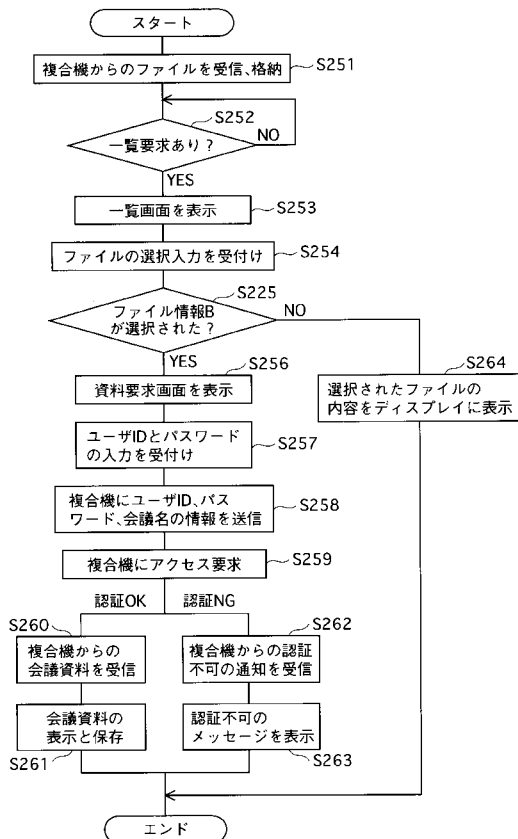 スタート
複合機からのファイルを受信、格納
S251
S252
一覧要求あり？
NO
YES
一覧画面を表示
S253
ファイルの選択入力を受付け
S254
S225
ファイル情報B
が選択された？
NO
YES
S256
資料要求画面を表示
S264
選択されたファイルの
内容をディスプレイに表示
ユーザIDとパスワード
の入力を受付け
S257
複合機にユーザID、パス
ワード、会議名の情報を送信
S258
複合機にアクセス要求
S259
認証OK
認証NG
S260
複合機からの
会議資料を受信
S262
複合機からの認証
不可の通知を受信
会議資料の
表示と保存
S261
認証不可の
メッセージを表示
S263
エンド